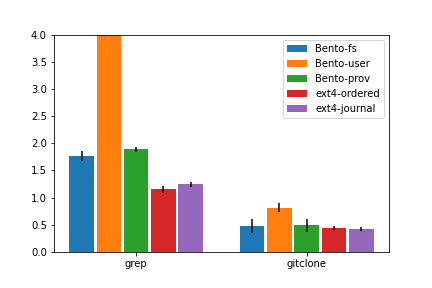 4.0
3.5
3.0
2.5
2.0
1.5
1.0
0.5
0.0
Bento-fs
Bento-user
Bento-prov
ext4-ordered
ext4-journal
grep gitclone